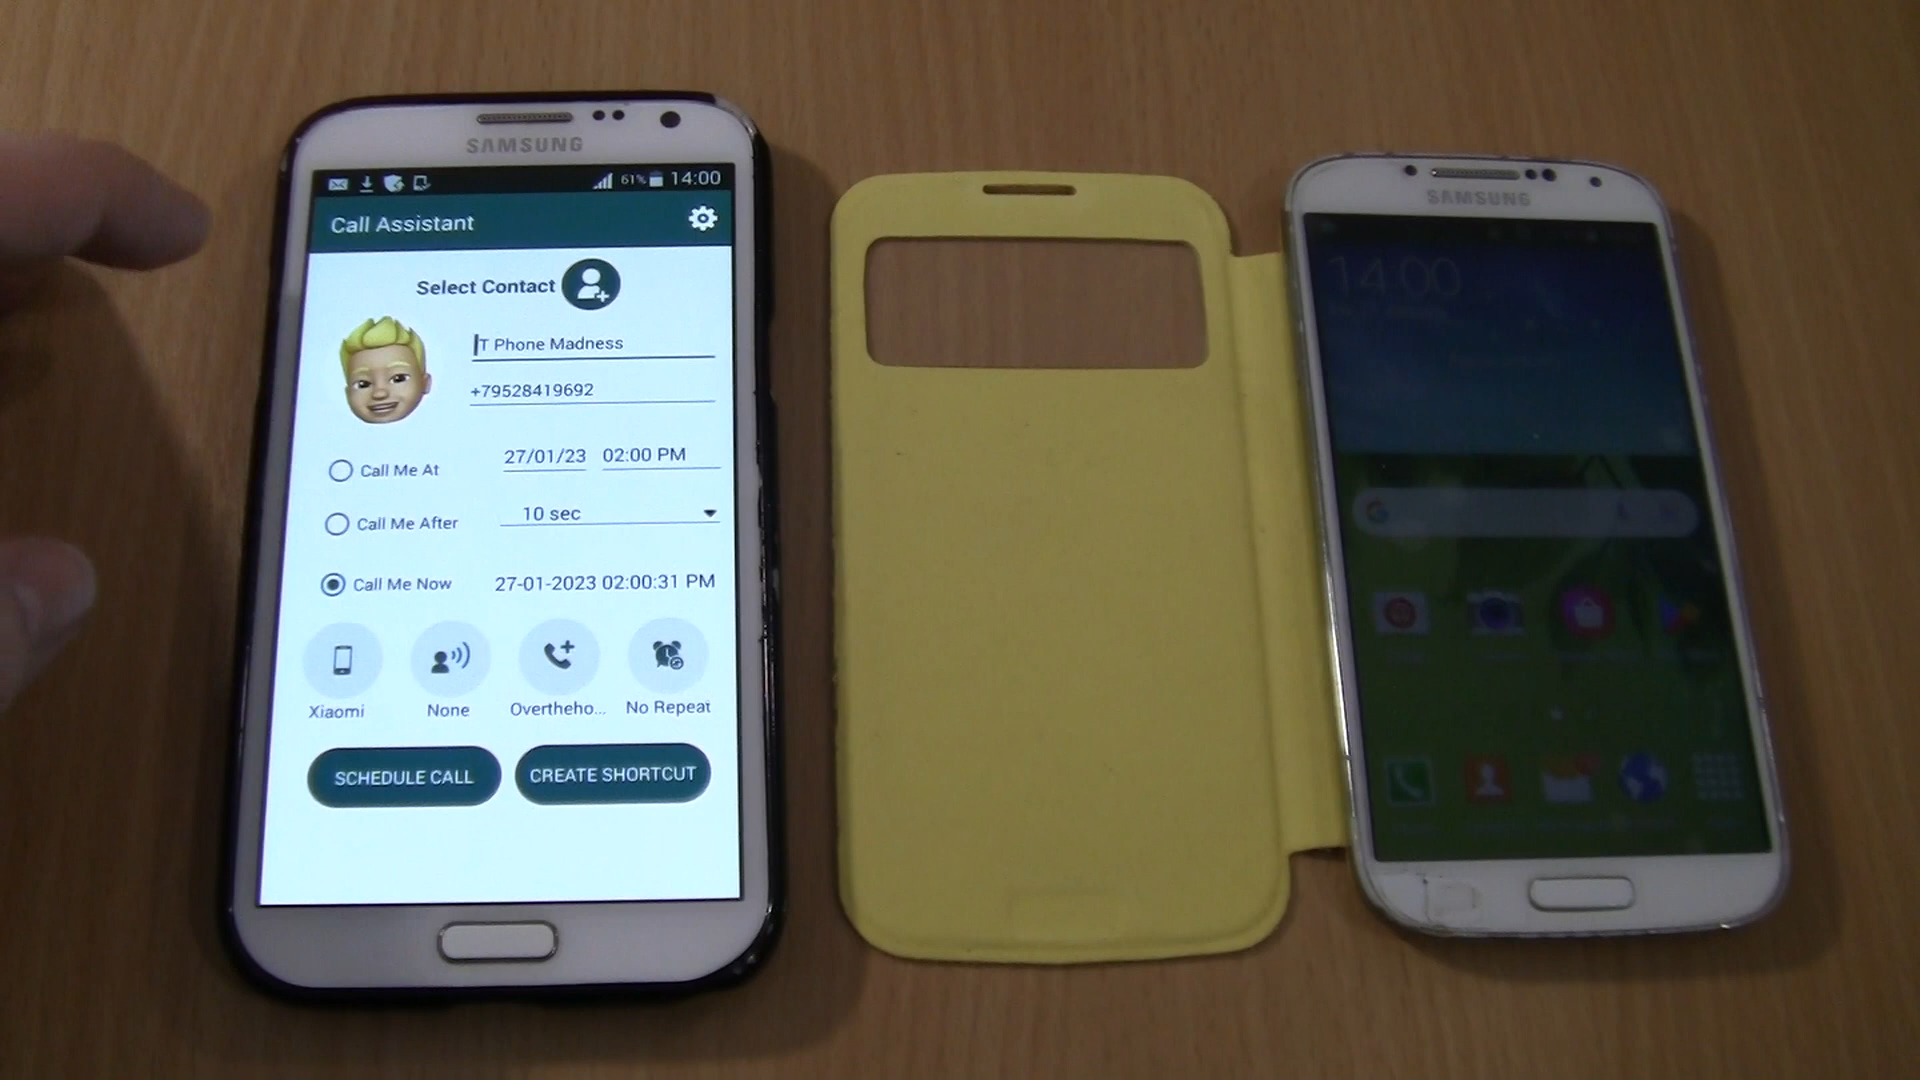 SAMSUNG
61% 14:00
Call Assistant
Select Contact
T Phone Madness
+79528419692
Call Me At 27/01/23 02:00 PM
Call Me After 10 sec
Call Me Now 27-01-2023 02:00:31 PM
Xiaomi None Overtheho... No Repeat
SCHEDULE CALL CREATE SHORTCUT
SAMSUNG
14:00
G